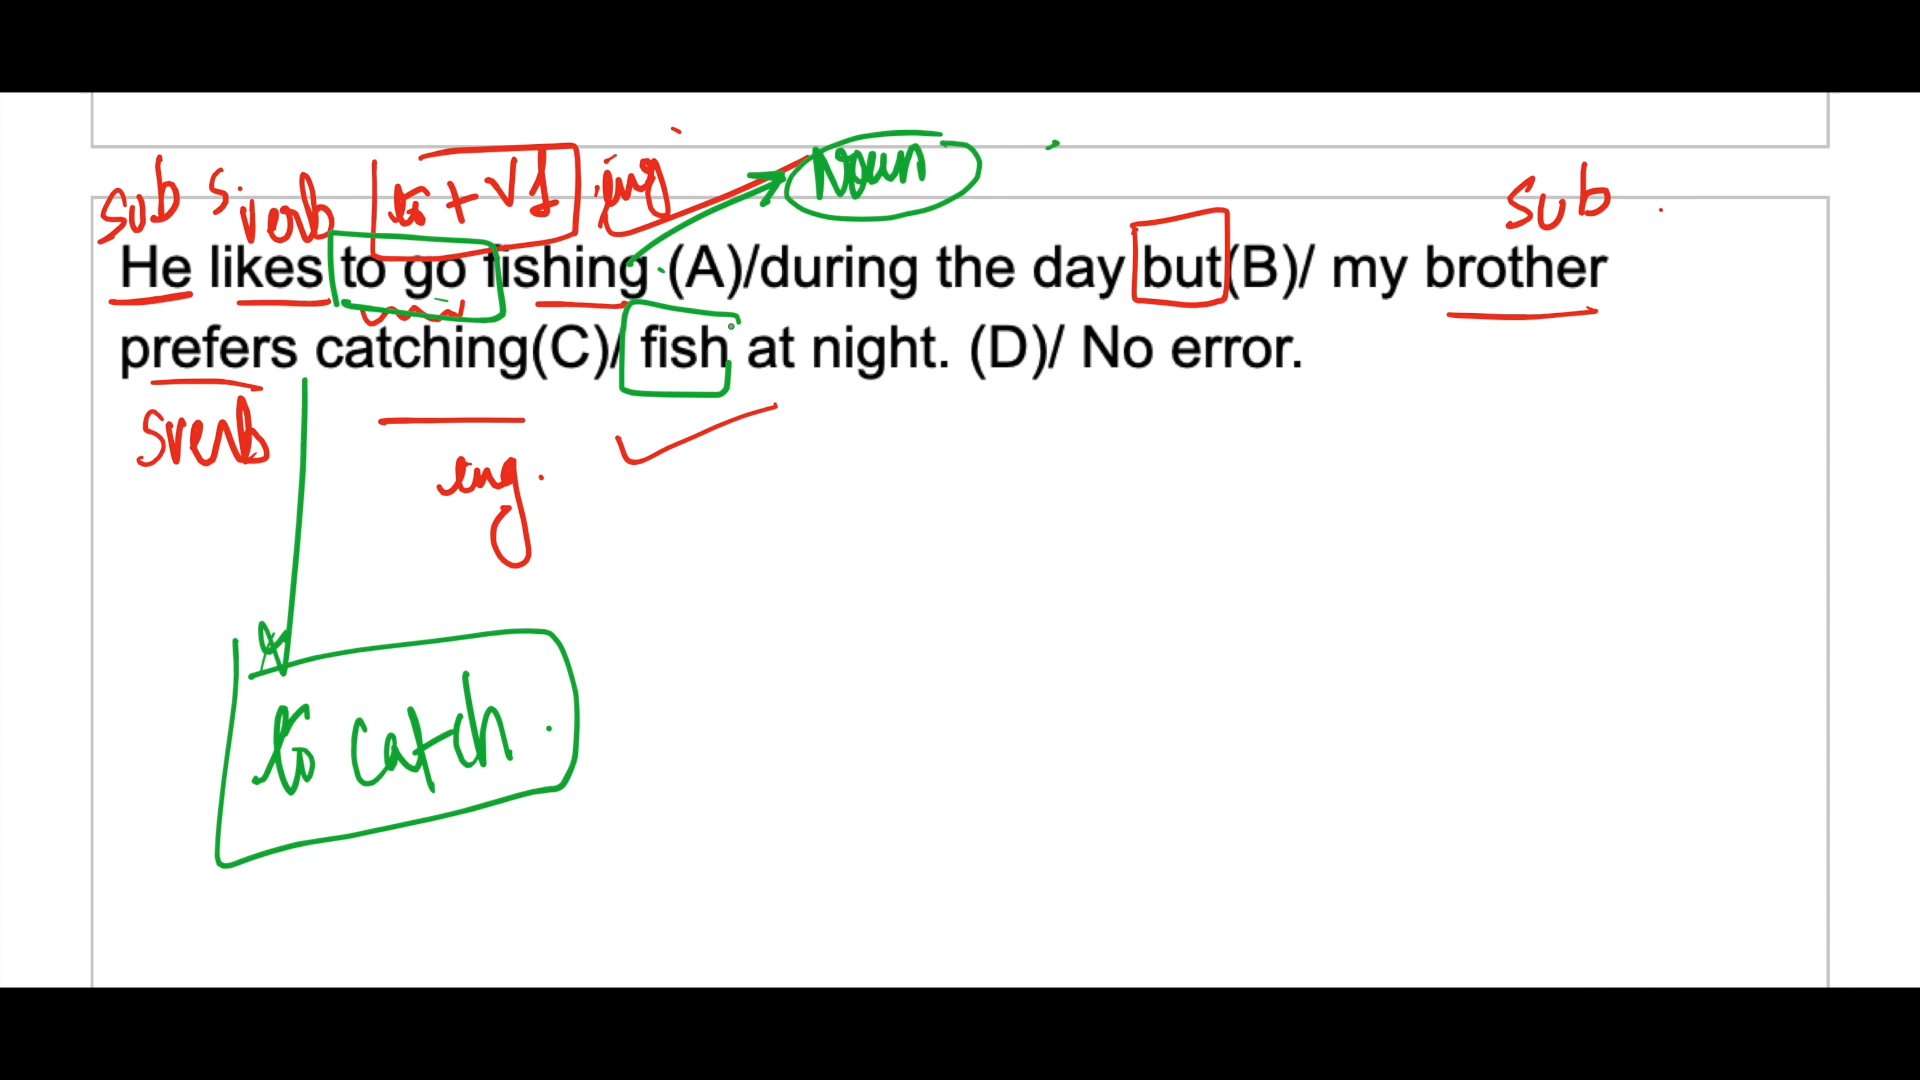 sub s verb to + V1 ing Noun sub
He likes to go fishing (A)/during the day but(B)/ my brother
prefers catching(C)/ fish at night. (D)/ No error.
sverb ing
to catch